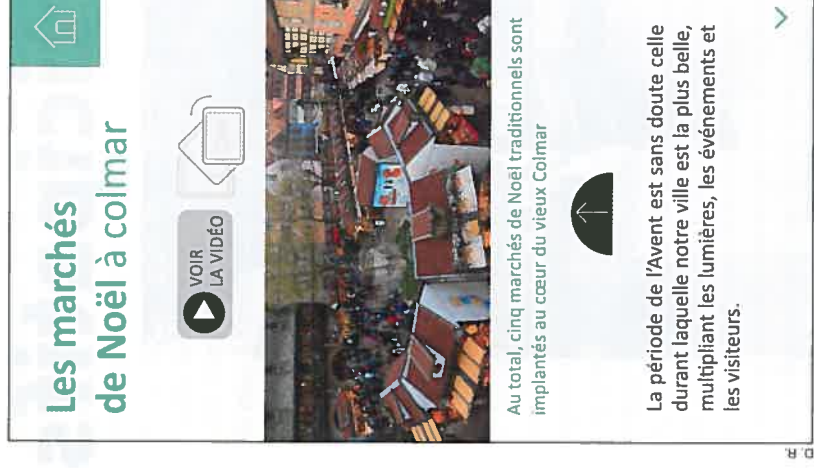 Les marchés
de Noël à colmar
VOIR
LA VIDÉO
Au total, cinq marchés de Noël traditionnels sont
implantés au cœur du vieux Colmar
La période de l'Avent est sans doute celle
durant laquelle notre ville est la plus belle,
multipliant les lumières, les événements et
les visiteurs.
D. R.